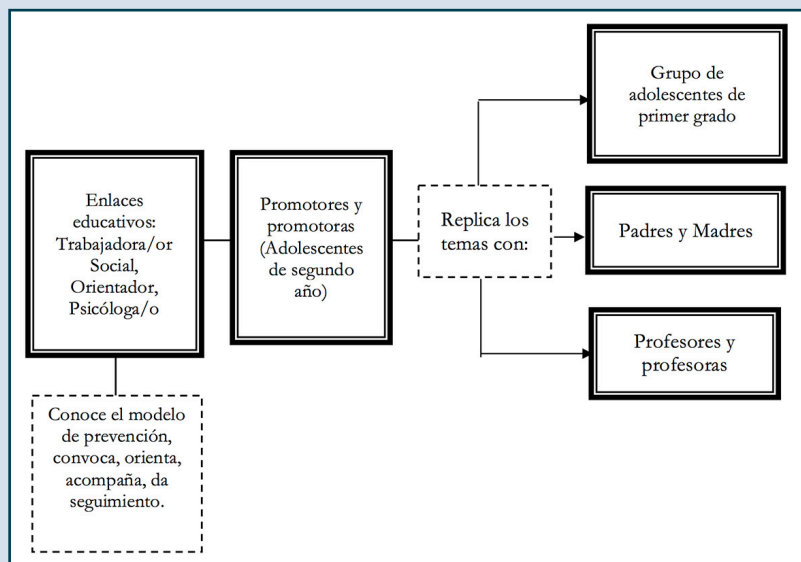 Enlaces
educativos:
Trabajadora/or
Social,
Orientador,
Psicóloga/o
Conoce el modelo
de prevención,
convoca, orienta,
acompaña, da
seguimiento.
Promotores y
promotoras
(Adolescentes
de segundo
año)
Replica los
temas con:
Grupo de
adolescentes de
primer grado
Padres y Madres
Profesores y
profesoras